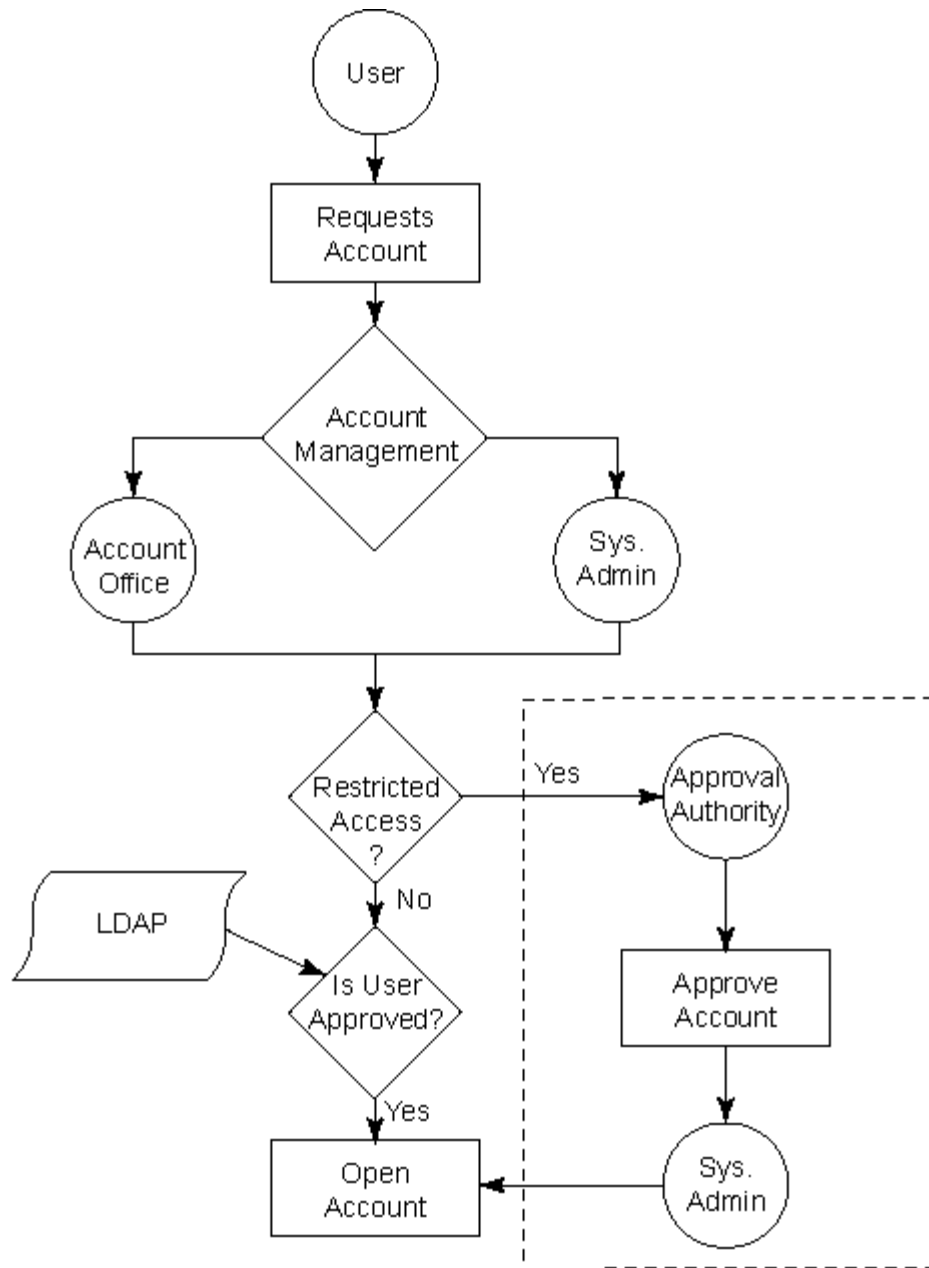 User
Requests
Account
Account
Management
Account
Office
Sys.
Admin
Restricted
Access
?
Yes
Approval
Authority
No
LDAP
Is User
Approved?
Approve
Account
Yes
Open
Account
Sys.
Admin